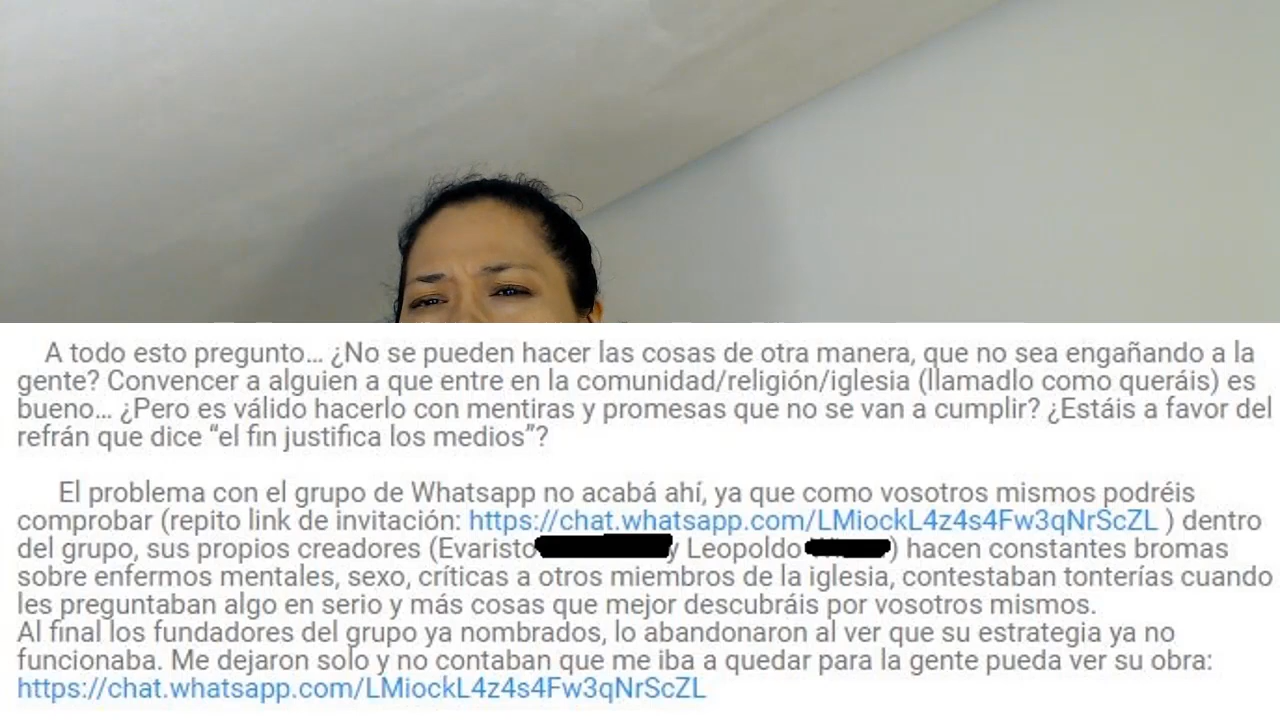 A todo esto pregunto... ¿No se pueden hacer las cosas de otra manera, que no sea engañando a la
gente? Convencer a alguien a que entre en la comunidad/religión/iglesia (llamadlo como queráis) es
bueno... ¿Pero es válido hacerlo con mentiras y promesas que no se van a cumplir? ¿Estáis a favor del
refrán que dice “el fin justifica los medios”?
El problema con el grupo de Whatsapp no acabá ahí, ya que como vosotros mismos podréis
comprobar (repito link de invitación: https://chat.whatsapp.com/LMiockL4z4s4Fw3qNrScZL ) dentro
del grupo, sus propios creadores (Evaristo y Leopoldo ) hacen constantes bromas
sobre enfermos mentales, sexo, críticas a otros miembros de la iglesia, contestaban tonterías cuando
les preguntaban algo en serio y más cosas que mejor descubráis por vosotros mismos.
Al final los fundadores del grupo ya nombrados, lo abandonaron al ver que su estrategia ya no
funcionaba. Me dejaron solo y no contaban que me iba a quedar para la gente pueda ver su obra:
https://chat.whatsapp.com/LMiockL4z4s4Fw3qNrScZL